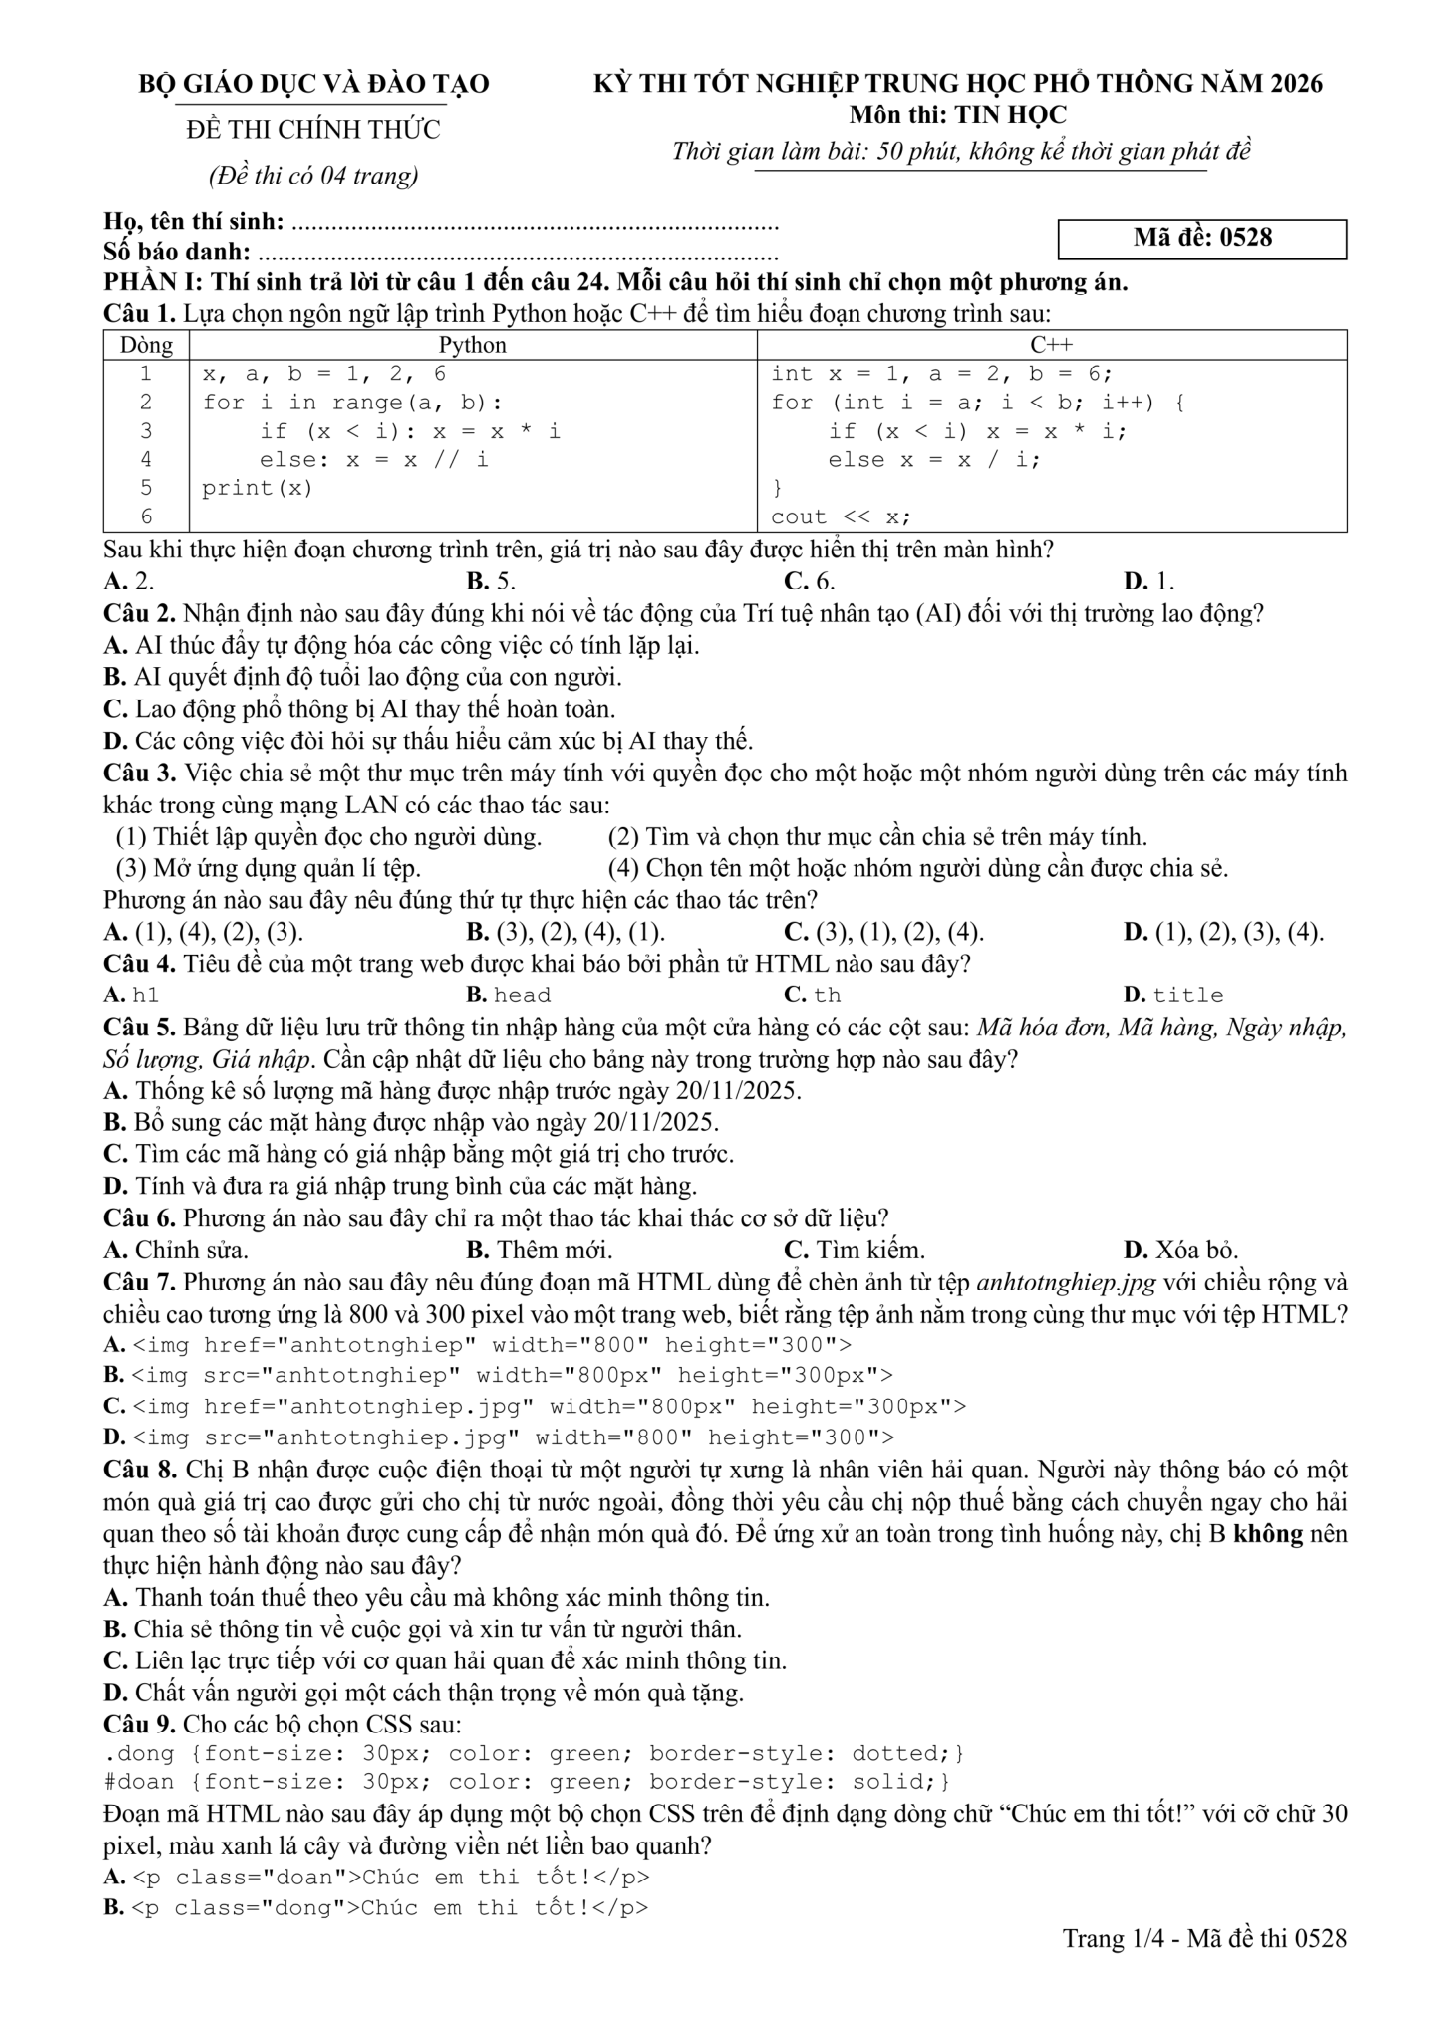 BỘ GIÁO DỤC VÀ ĐÀO TẠO
ĐỀ THI CHÍNH THỨC
(Đề thi có 04 trang)
KỲ THI TỐT NGHIỆP TRUNG HỌC PHỔ THÔNG NĂM 2026
Môn thi: TIN HỌC
Thời gian làm bài: 50 phút, không kể thời gian phát đề
Họ, tên thí sinh: ..........................................................................
Số báo danh: ...............................................................................
Mã đề: 0528
PHẦN I: Thí sinh trả lời từ câu 1 đến câu 24. Mỗi câu hỏi thí sinh chỉ chọn một phương án.
Câu 1. Lựa chọn ngôn ngữ lập trình Python hoặc C++ để tìm hiểu đoạn chương trình sau:
Dòng Python C++
1 x, a, b = 1, 2, 6 int x = 1, a = 2, b = 6;
2 for i in range(a, b): for (int i = a; i < b; i++) {
3 if (x < i): x = x * i if (x < i) x = x * i;
4 else: x = x // i else x = x / i;
5 print(x) }
6 cout << x;
Sau khi thực hiện đoạn chương trình trên, giá trị nào sau đây được hiển thị trên màn hình?
A. 2. B. 5. C. 6. D. 1.
Câu 2. Nhận định nào sau đây đúng khi nói về tác động của Trí tuệ nhân tạo (AI) đối với thị trường lao động?
A. AI thúc đẩy tự động hóa các công việc có tính lặp lại.
B. AI quyết định độ tuổi lao động của con người.
C. Lao động phổ thông bị AI thay thế hoàn toàn.
D. Các công việc đòi hỏi sự thấu hiểu cảm xúc bị AI thay thế.
Câu 3. Việc chia sẻ một thư mục trên máy tính với quyền đọc cho một hoặc một nhóm người dùng trên các máy tính
khác trong cùng mạng LAN có các thao tác sau:
(1) Thiết lập quyền đọc cho người dùng. (2) Tìm và chọn thư mục cần chia sẻ trên máy tính.
(3) Mở ứng dụng quản lí tệp. (4) Chọn tên một hoặc nhóm người dùng cần được chia sẻ.
Phương án nào sau đây nêu đúng thứ tự thực hiện các thao tác trên?
A. (1), (4), (2), (3). B. (3), (2), (4), (1). C. (3), (1), (2), (4). D. (1), (2), (3), (4).
Câu 4. Tiêu đề của một trang web được khai báo bởi phần tử HTML nào sau đây?
A. h1 B. head C. th D. title
Câu 5. Bảng dữ liệu lưu trữ thông tin nhập hàng của một cửa hàng có các cột sau: Mã hóa đơn, Mã hàng, Ngày nhập,
Số lượng, Giá nhập. Cần cập nhật dữ liệu cho bảng này trong trường hợp nào sau đây?
A. Thống kê số lượng mã hàng được nhập trước ngày 20/11/2025.
B. Bổ sung các mặt hàng được nhập vào ngày 20/11/2025.
C. Tìm các mã hàng có giá nhập bằng một giá trị cho trước.
D. Tính và đưa ra giá nhập trung bình của các mặt hàng.
Câu 6. Phương án nào sau đây chỉ ra một thao tác khai thác cơ sở dữ liệu?
A. Chỉnh sửa. B. Thêm mới. C. Tìm kiếm. D. Xóa bỏ.
Câu 7. Phương án nào sau đây nêu đúng đoạn mã HTML dùng để chèn ảnh từ tệp anhtotnghiep.jpg với chiều rộng và
chiều cao tương ứng là 800 và 300 pixel vào một trang web, biết rằng tệp ảnh nằm trong cùng thư mục với tệp HTML?
A. <img href="anhtotnghiep" width="800" height="300">
B. <img src="anhtotnghiep" width="800px" height="300px">
C. <img href="anhtotnghiep.jpg" width="800px" height="300px">
D. <img src="anhtotnghiep.jpg" width="800" height="300">
Câu 8. Chị B nhận được cuộc điện thoại từ một người tự xưng là nhân viên hải quan. Người này thông báo có một
món quà giá trị cao được gửi cho chị từ nước ngoài, đồng thời yêu cầu chị nộp thuế bằng cách chuyển ngay cho hải
quan theo số tài khoản được cung cấp để nhận món quà đó. Để ứng xử an toàn trong tình huống này, chị B không nên
thực hiện hành động nào sau đây?
A. Thanh toán thuế theo yêu cầu mà không xác minh thông tin.
B. Chia sẻ thông tin về cuộc gọi và xin tư vấn từ người thân.
C. Liên lạc trực tiếp với cơ quan hải quan để xác minh thông tin.
D. Chất vấn người gọi một cách thận trọng về món quà tặng.
Câu 9. Cho các bộ chọn CSS sau:
.dong {font-size: 30px; color: green; border-style: dotted;}
#doan {font-size: 30px; color: green; border-style: solid;}
Đoạn mã HTML nào sau đây áp dụng một bộ chọn CSS trên để định dạng dòng chữ “Chúc em thi tốt!” với cỡ chữ 30
pixel, màu xanh lá cây và đường viền nét liền bao quanh?
A. <p class="doan">Chúc em thi tốt!</p>
B. <p class="dong">Chúc em thi tốt!</p>
Trang 1/4 - Mã đề thi 0528